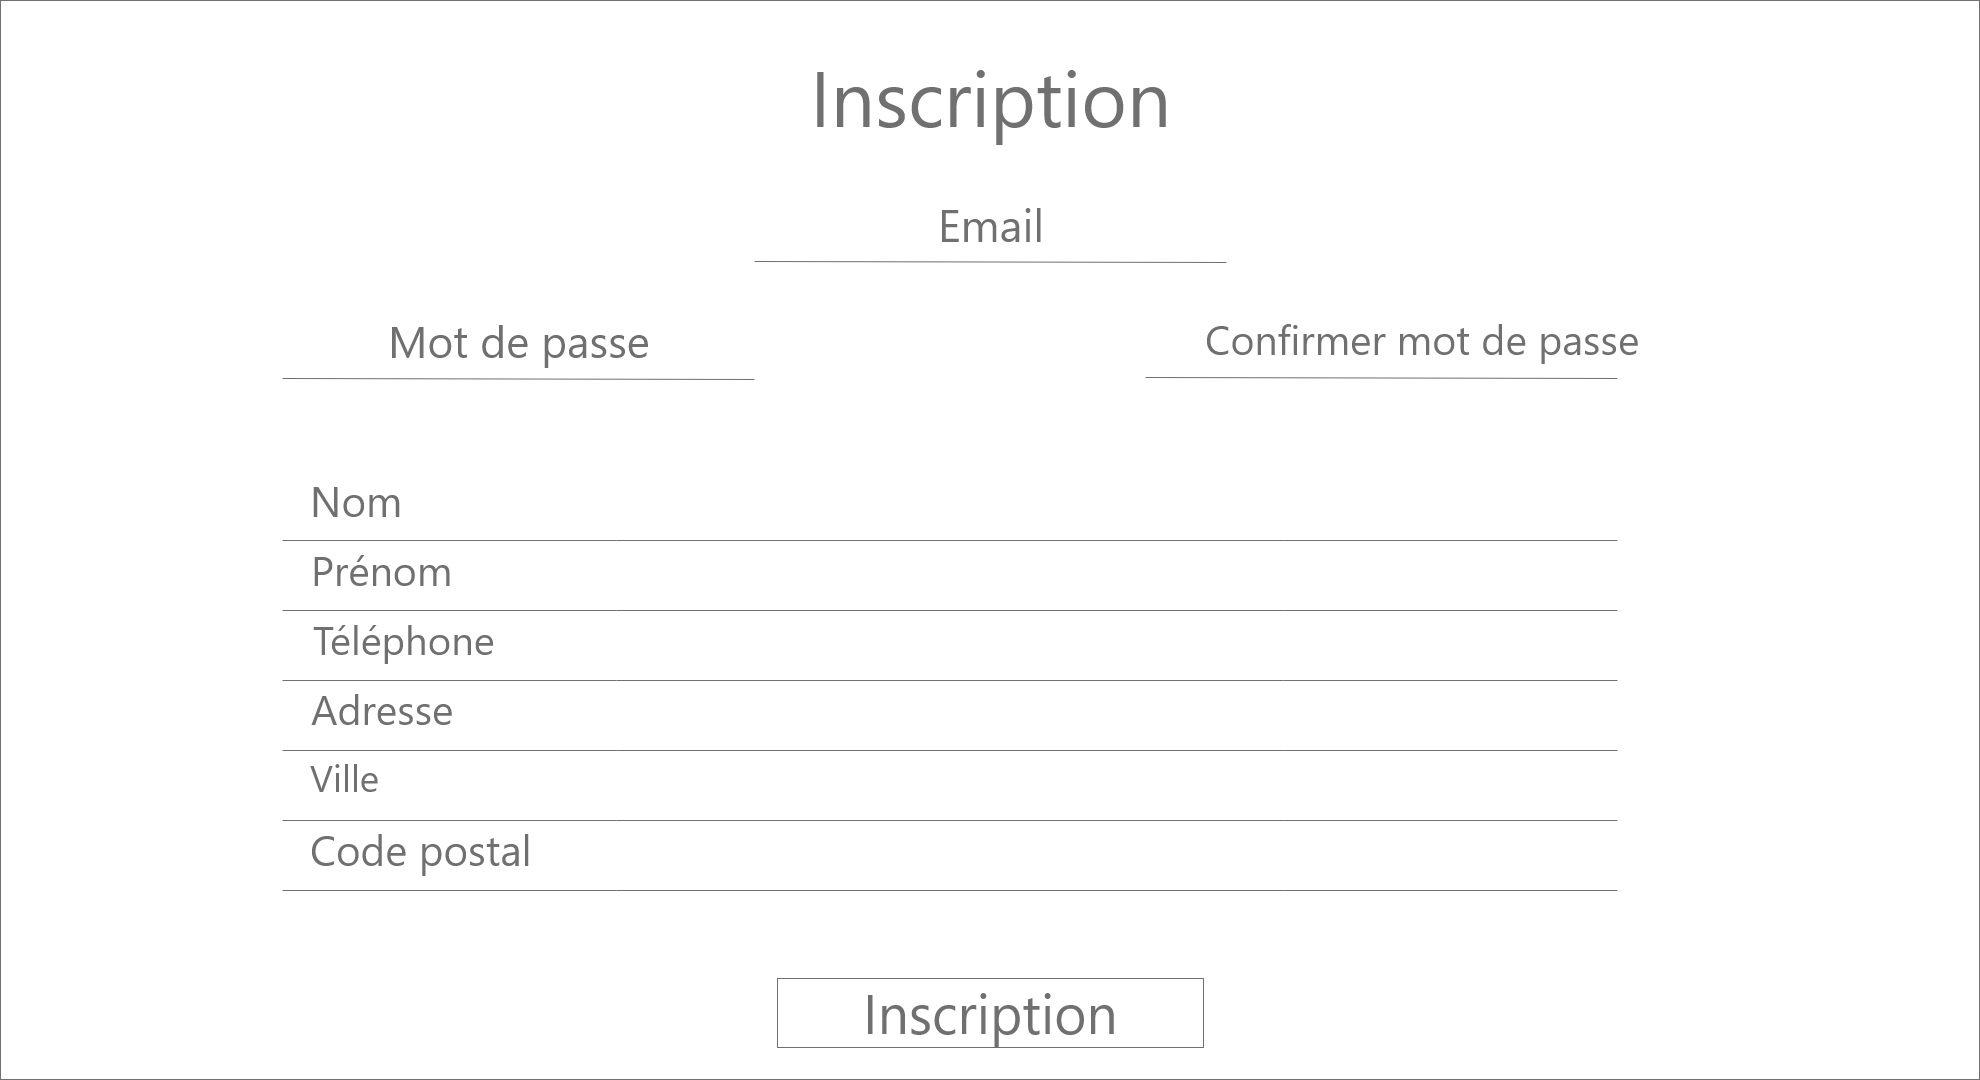 Inscription
Email
Mot de passe
Confirmer mot de passe
Nom
Prénom
Téléphone
Adresse
Ville
Code postal
Inscription